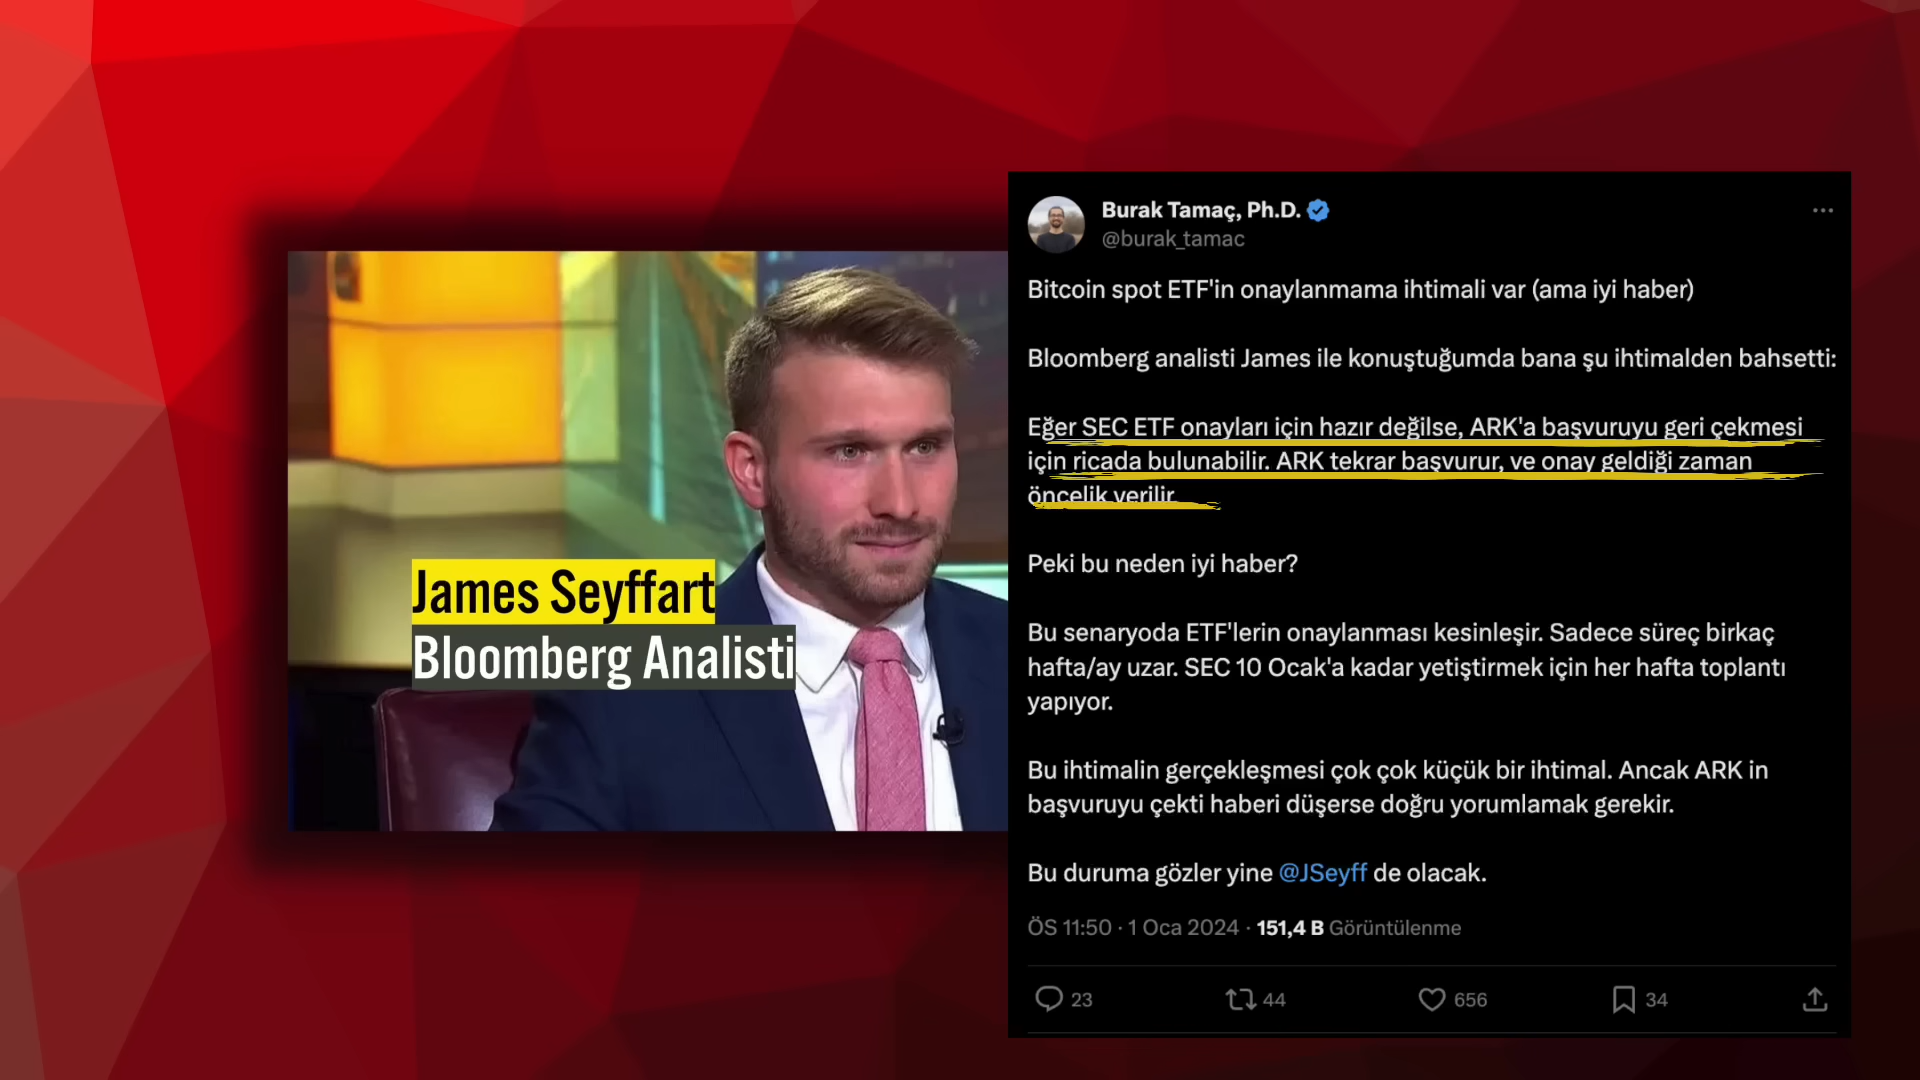 James Seyffart
Bloomberg Analisti
Burak Tamaç, Ph.D.
@burak_tamac
Bitcoin spot ETF'in onaylanmama ihtimali var (ama iyi haber)
Bloomberg analisti James ile konuştuğumda bana şu ihtimalden bahsetti:
Eğer SEC ETF onayları için hazır değilse, ARK'a başvuruyu geri çekmesi
için ricada bulunabilir. ARK tekrar başvurur, ve onay geldiği zaman
öncelik verilir.
Peki bu neden iyi haber?
Bu senaryoda ETF'lerin onaylanması kesinleşir. Sadece süreç birkaç
hafta/ay uzar. SEC 10 Ocak'a kadar yetiştirmek için her hafta toplantı
yapıyor.
Bu ihtimalin gerçekleşmesi çok çok küçük bir ihtimal. Ancak ARK in
başvuruyu çekti haberi düşerse doğru yorumlamak gerekir.
Bu duruma gözler yine @JSeyff de olacak.
ÖS 11:50 · 1 Oca 2024 · 151,4 B Görüntülenme
23 44 656 34